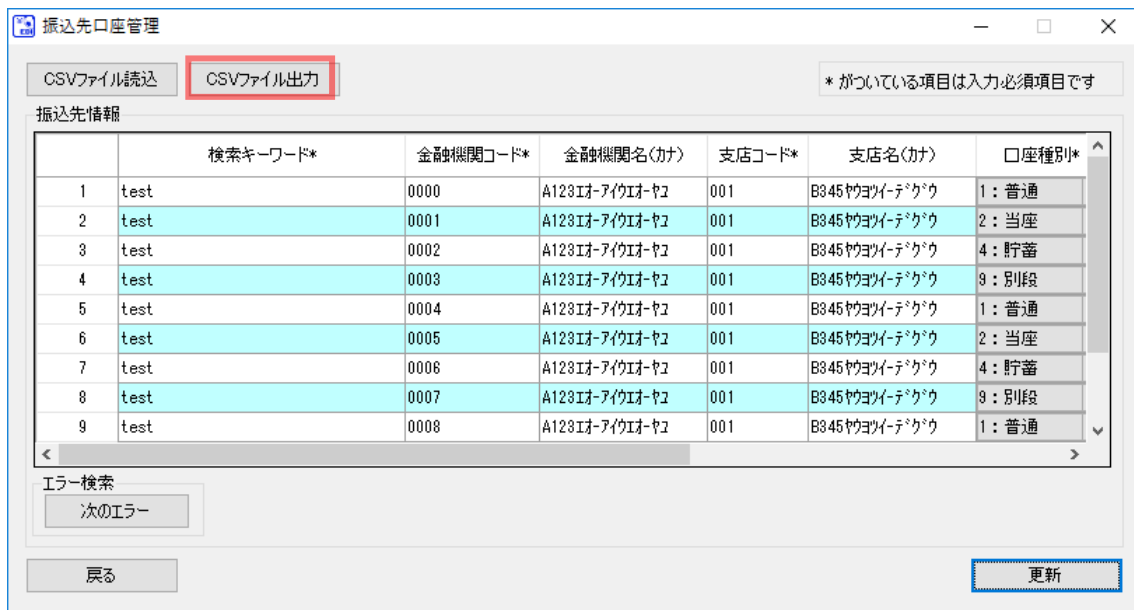 振込先口座管理
CSVファイル読込 CSVファイル出力 * がついている項目は入力必須項目です
振込先情報
検索キーワード* 金融機関コード* 金融機関名(カナ) 支店コード* 支店名(カナ) 口座種別*
1 test 0000 A123ｴｵｰｱｲｳｴｵｰﾔﾕ 001 B345ﾔｳﾖﾂｲｰﾃﾞｸﾞｳ 1：普通
2 test 0001 A123ｴｵｰｱｲｳｴｵｰﾔﾕ 001 B345ﾔｳﾖﾂｲｰﾃﾞｸﾞｳ 2：当座
3 test 0002 A123ｴｵｰｱｲｳｴｵｰﾔﾕ 001 B345ﾔｳﾖﾂｲｰﾃﾞｸﾞｳ 4：貯蓄
4 test 0003 A123ｴｵｰｱｲｳｴｵｰﾔﾕ 001 B345ﾔｳﾖﾂｲｰﾃﾞｸﾞｳ 9：別段
5 test 0004 A123ｴｵｰｱｲｳｴｵｰﾔﾕ 001 B345ﾔｳﾖﾂｲｰﾃﾞｸﾞｳ 1：普通
6 test 0005 A123ｴｵｰｱｲｳｴｵｰﾔﾕ 001 B345ﾔｳﾖﾂｲｰﾃﾞｸﾞｳ 2：当座
7 test 0006 A123ｴｵｰｱｲｳｴｵｰﾔﾕ 001 B345ﾔｳﾖﾂｲｰﾃﾞｸﾞｳ 4：貯蓄
8 test 0007 A123ｴｵｰｱｲｳｴｵｰﾔﾕ 001 B345ﾔｳﾖﾂｲｰﾃﾞｸﾞｳ 9：別段
9 test 0008 A123ｴｵｰｱｲｳｴｵｰﾔﾕ 001 B345ﾔｳﾖﾂｲｰﾃﾞｸﾞｳ 1：普通
エラー検索
次のエラー
戻る 更新